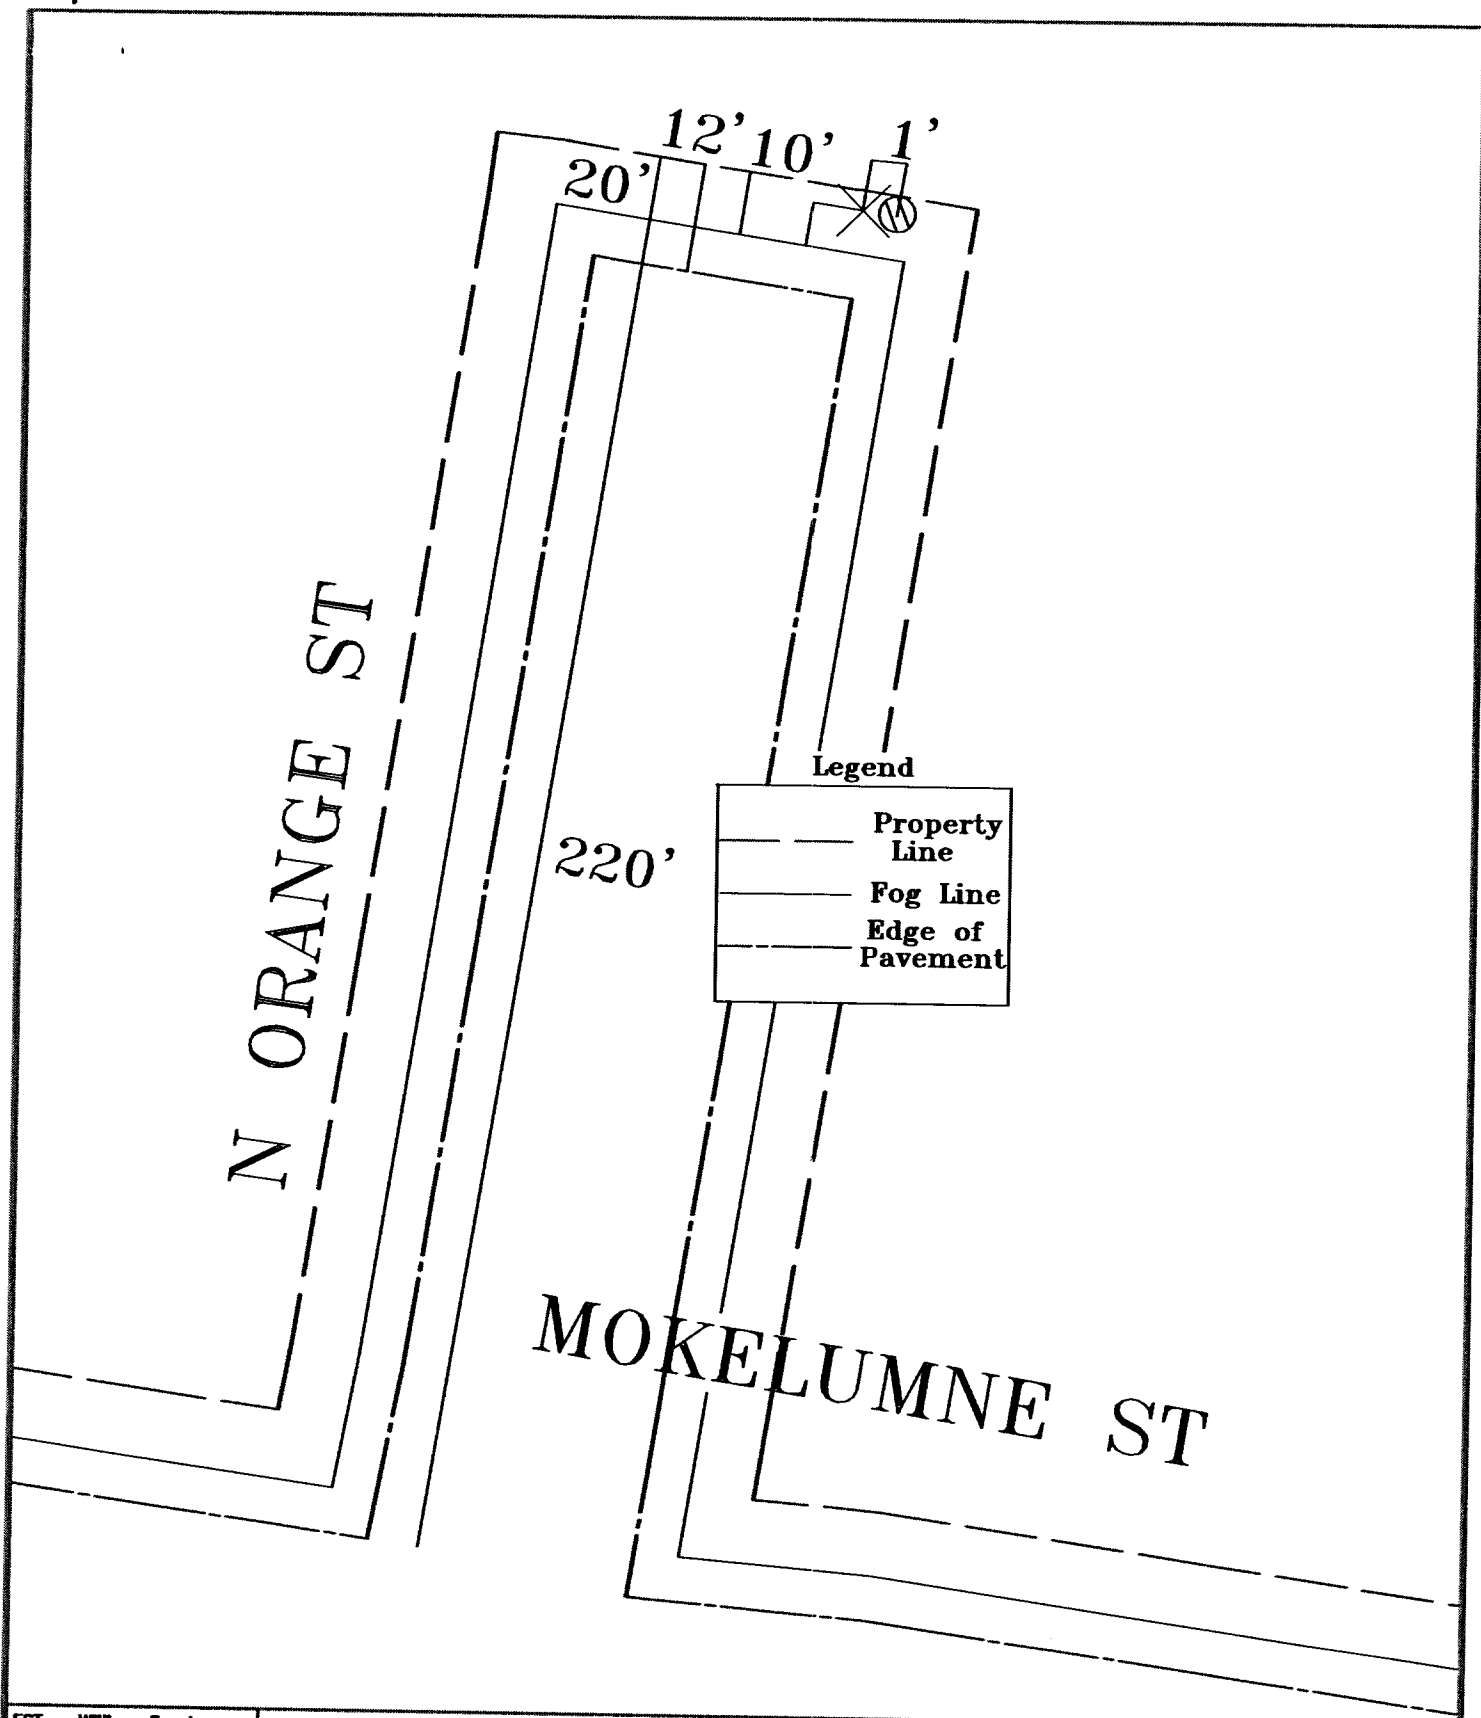 12' 10' 1'
20'
N ORANGE ST
Legend
Property
Line
Fog Line
Edge of
Pavement
220'
MOKELUMNE ST